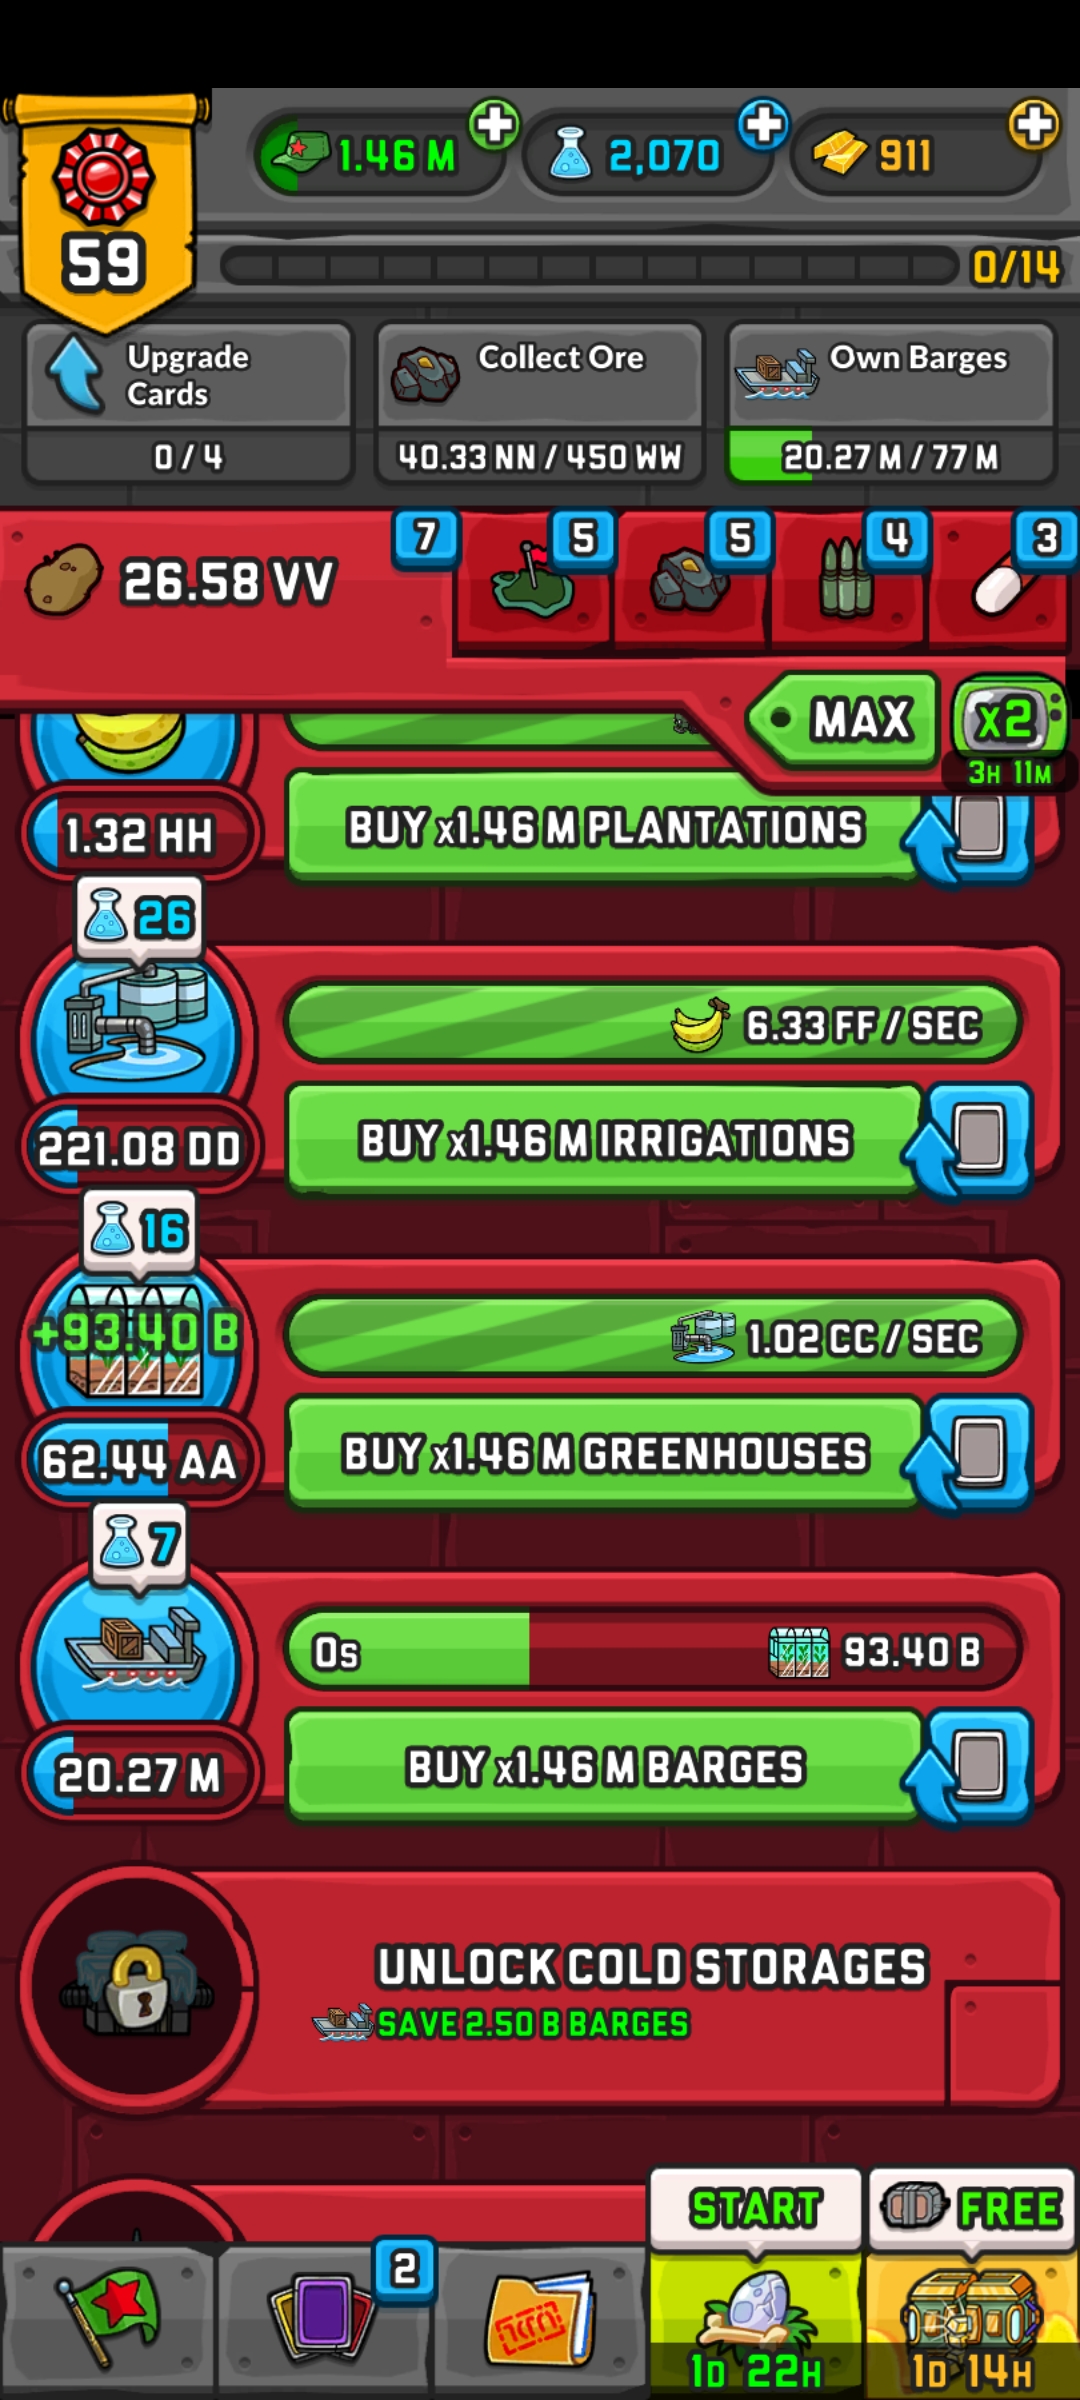 1.46 M
2,070
911
59
0/14
Upgrade
Cards
0 / 4
Collect Ore
40.33 NN / 450 WW
Own Barges
20.27 M / 77 M
26.58 VV
7
5
5
4
3
MAX
x2
3H 11M
1.32 HH
BUY x1.46 M PLANTATIONS
26
6.33 FF / SEC
221.08 DD
BUY x1.46 M IRRIGATIONS
16
+93.40 B
1.02 CC / SEC
62.44 AA
BUY x1.46 M GREENHOUSES
7
0s
93.40 B
20.27 M
BUY x1.46 M BARGES
UNLOCK COLD STORAGES
SAVE 2.50 B BARGES
START
FREE
2
1D 22H
1D 14H